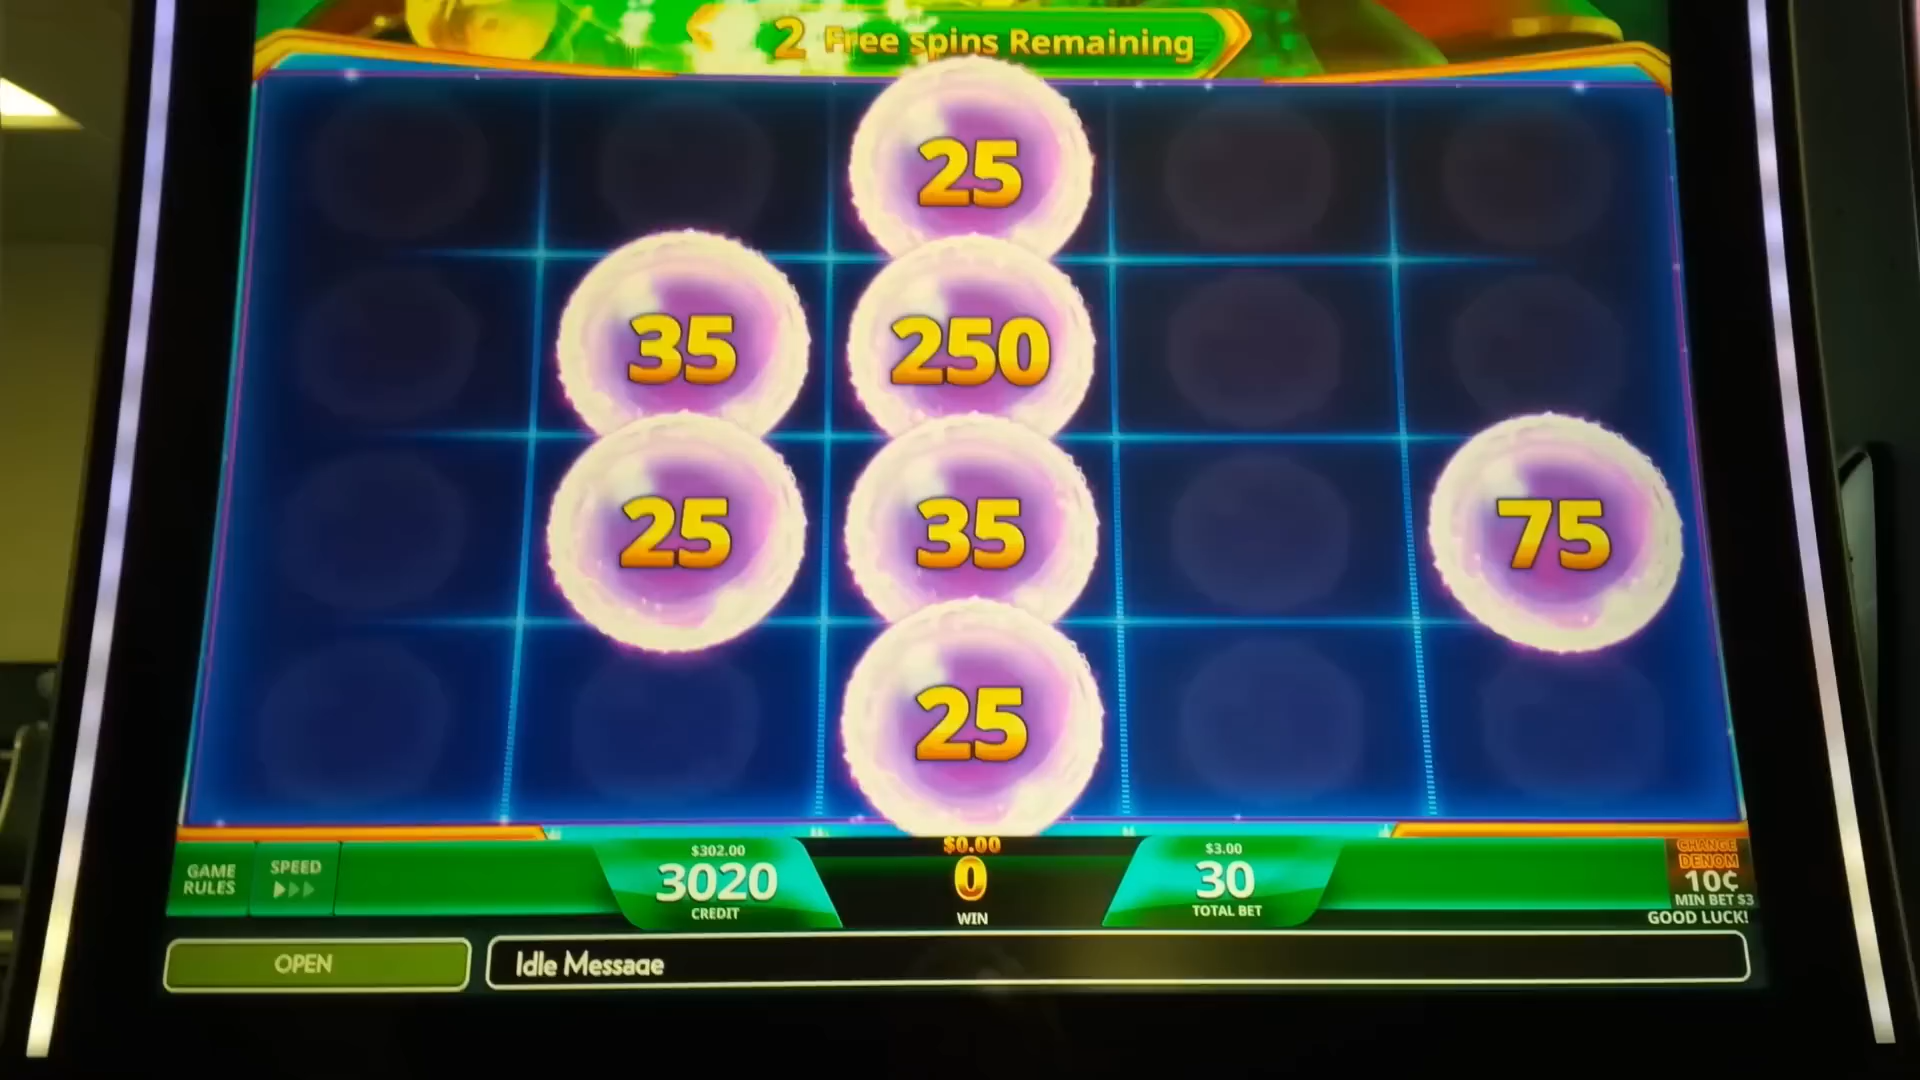 2 Free spins Remaining
25
35 250
25 35 75
25
GAME RULES
SPEED
$302.00
3020
CREDIT
$0.00
0
WIN
$3.00
30
TOTAL BET
CHANGE
DENOM
10¢
MIN BET $3
GOOD LUCK!
OPEN
Idle Message